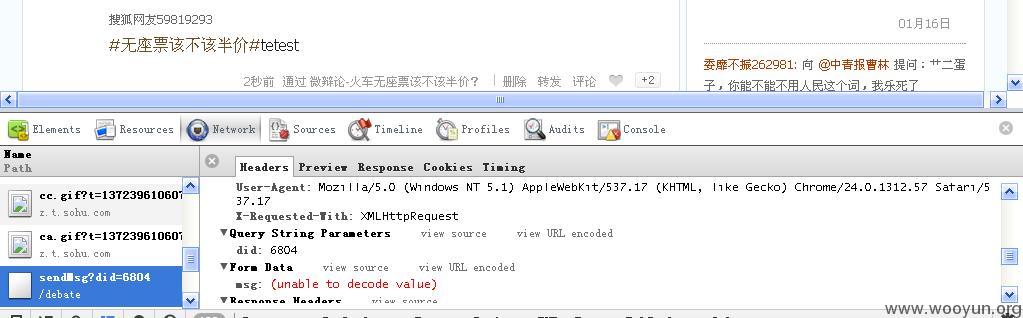 搜狐网友59819293
#无座票该不该半价#tetest
2秒前 通过 微辩论-火车无座票该不该半价? 删除 转发 评论 +2
01月16日
委靡不振262981: 向 @中青报曹林 提问：艹二蛋
子，你能不能不用人民这个词，我乐死了
Elements Resources Network Sources Timeline Profiles Audits Console
Name
Path
Headers Preview Response Cookies Timing
cc.gif?t=137239610607
z.t.sohu.com
ca.gif?t=137239610607
z.t.sohu.com
sendMsg?did=6804
/debate
User-Agent: Mozilla/5.0 (Windows NT 5.1) AppleWebKit/537.17 (KHTML, like Gecko) Chrome/24.0.1312.57 Safari/5
37.17
X-Requested-With: XMLHttpRequest
Query String Parameters view source view URL encoded
did: 6804
Form Data view source view URL encoded
msg: (unable to decode value)
Response Headers view source
www.wooyun.org